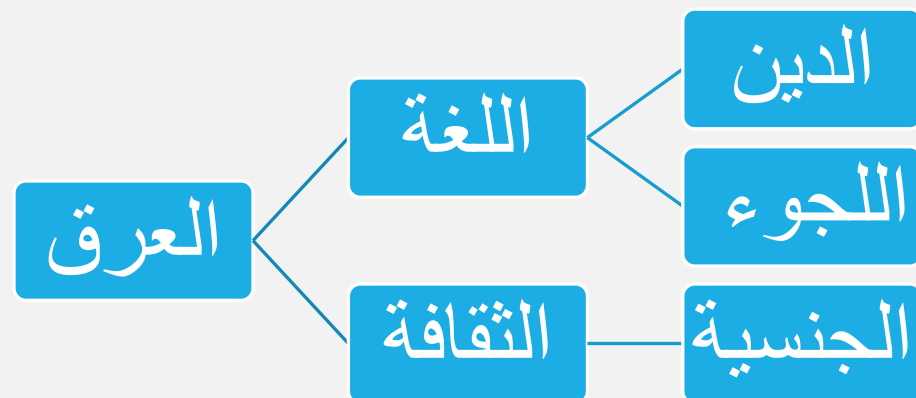 العرق
اللغة
الدين
اللجوء
الثقافة
الجنسية